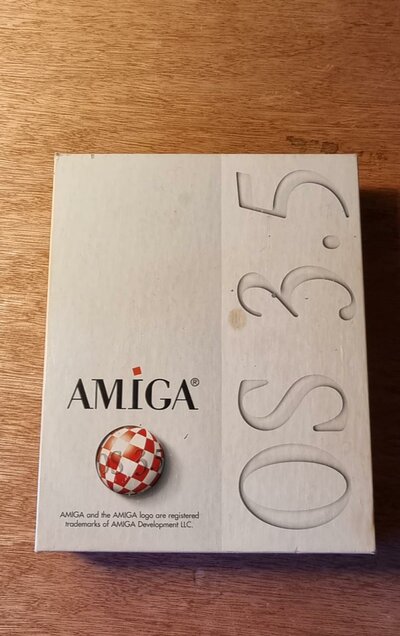 OS 3.5
AMIGA®
AMIGA and the AMIGA logo are registered
trademarks of AMIGA Development LLC.